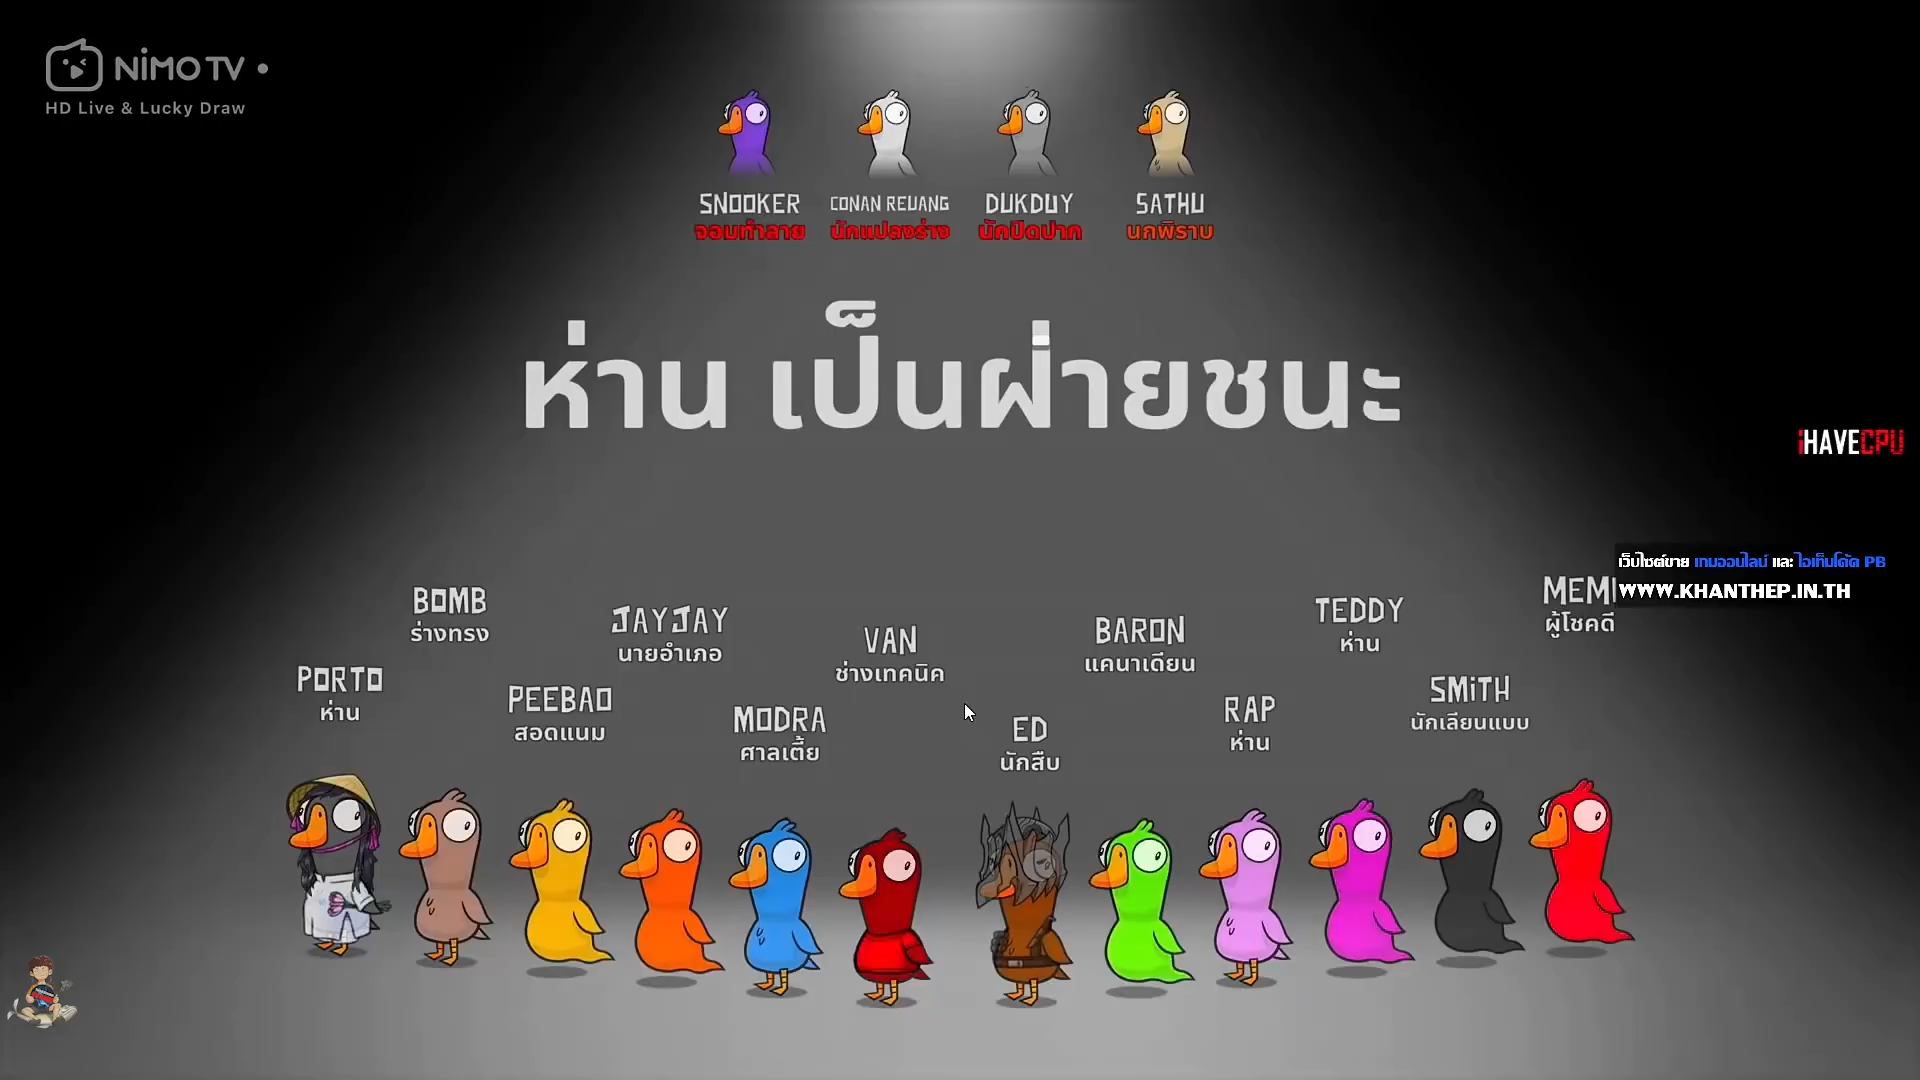 NiMO TV
HD Live & Lucky Draw
SNOOKER
จอมทำลาย
CONAN REUANG
นักแปลงร่าง
DUKDUY
นักปิดปาก
SATHU
นกพิราบ
ห่าน เป็นฝ่ายชนะ
iHAVECPU
เว็บไซต์ขาย เกมออนไลน์ และ ไอเท็มโค้ด PB
WWW.KHANTHEP.IN.TH
PORTO
ห่าน
BOMB
ร่างทรง
PEEBAO
สอดแนม
JAYJAY
นายอำเภอ
MODRA
ศาลเตี้ย
VAN
ช่างเทคนิค
ED
นักสืบ
BARON
แคนาเดียน
RAP
ห่าน
TEDDY
ห่าน
SMiTH
นักเลียนแบบ
MEMI
ผู้โชคดี